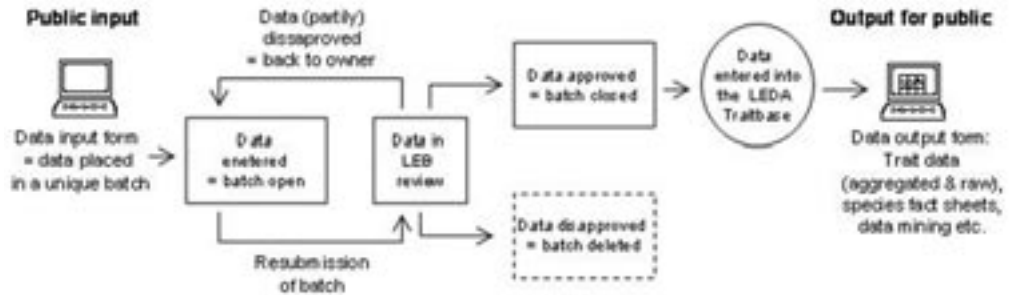 Public input
Data (partily)
dissaproved
= back to owner
Output for public
Data input form
= data placed
in a unique batch
Data
enetered
= batch open
Data in
LEB
review
Data approved
= batch closed
Data
entered into
the LEDA
Traitbase
Data disapproved
= batch deleted
Resubmission
of batch
Data output form:
Trait data
(aggregated & raw),
species fact sheets,
data mining etc.